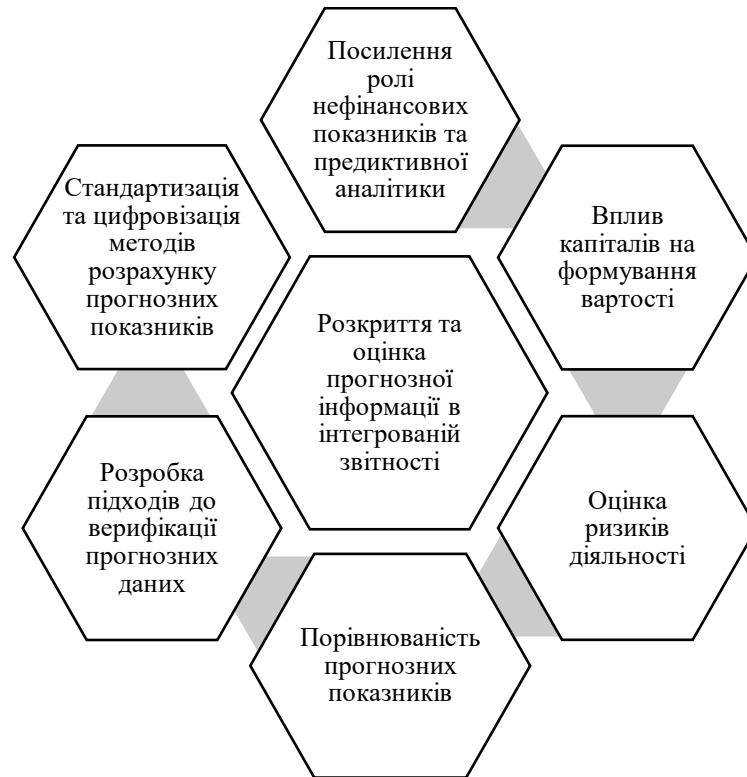 Посилення
ролі
нефінансових
показників та
предиктивної
аналітики
Стандартизація
та цифровізація
методів
розрахунку
прогнозних
показників
Вплив
капіталів на
формування
вартості
Розкриття та
оцінка
прогнозної
інформації в
інтегрованій
звітності
Розробка
підходів до
верифікації
прогнозних
даних
Оцінка
ризиків
діяльності
Порівнюваність
прогнозних
показників